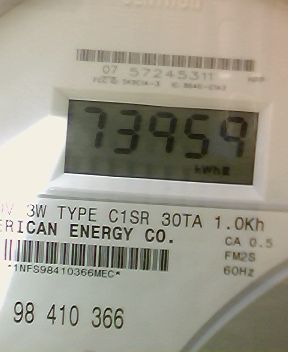 07 57245311
73959
kWh
3W TYPE C1SR 30TA 1.0Kh
ERICAN ENERGY CO.
CA 0.5
FM2S
60Hz
*1NFS98410366MEC*
98 410 366